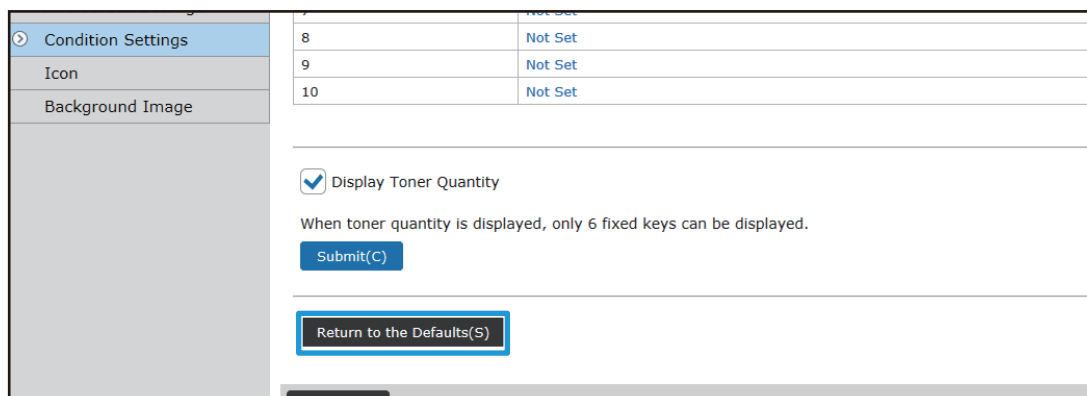 Condition Settings
Icon
Background Image
8 Not Set
9 Not Set
10 Not Set
Display Toner Quantity
When toner quantity is displayed, only 6 fixed keys can be displayed.
Submit(C)
Return to the Defaults(S)